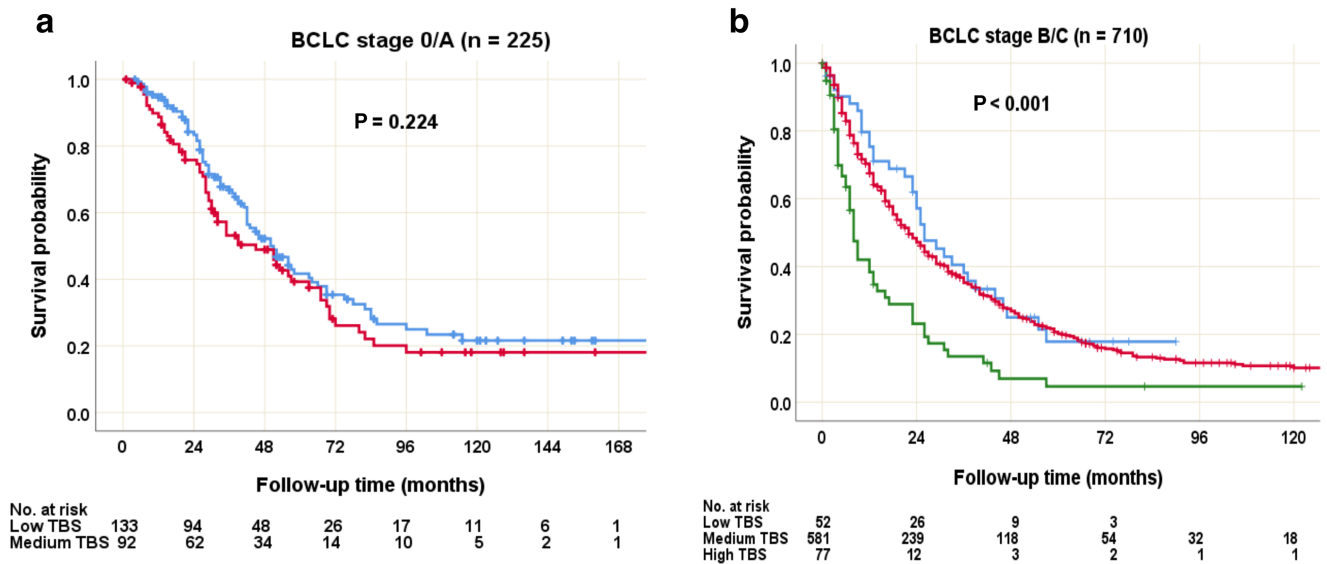 a
BCLC stage 0/A (n = 225)
P = 0.224
Survival probability
1.0
0.8
0.6
0.4
0.2
0.0
0 24 48 72 96 120 144 168
Follow-up time (months)
No. at risk
Low TBS 133 94 48 26 17 11 6 1
Medium TBS 92 62 34 14 10 5 2 1
b
BCLC stage B/C (n = 710)
P < 0.001
Survival probability
1.0
0.8
0.6
0.4
0.2
0.0
0 24 48 72 96 120
Follow-up time (months)
No. at risk
Low TBS 52 26 9 3
Medium TBS 581 239 118 54 32 18
High TBS 77 12 3 2 1 1